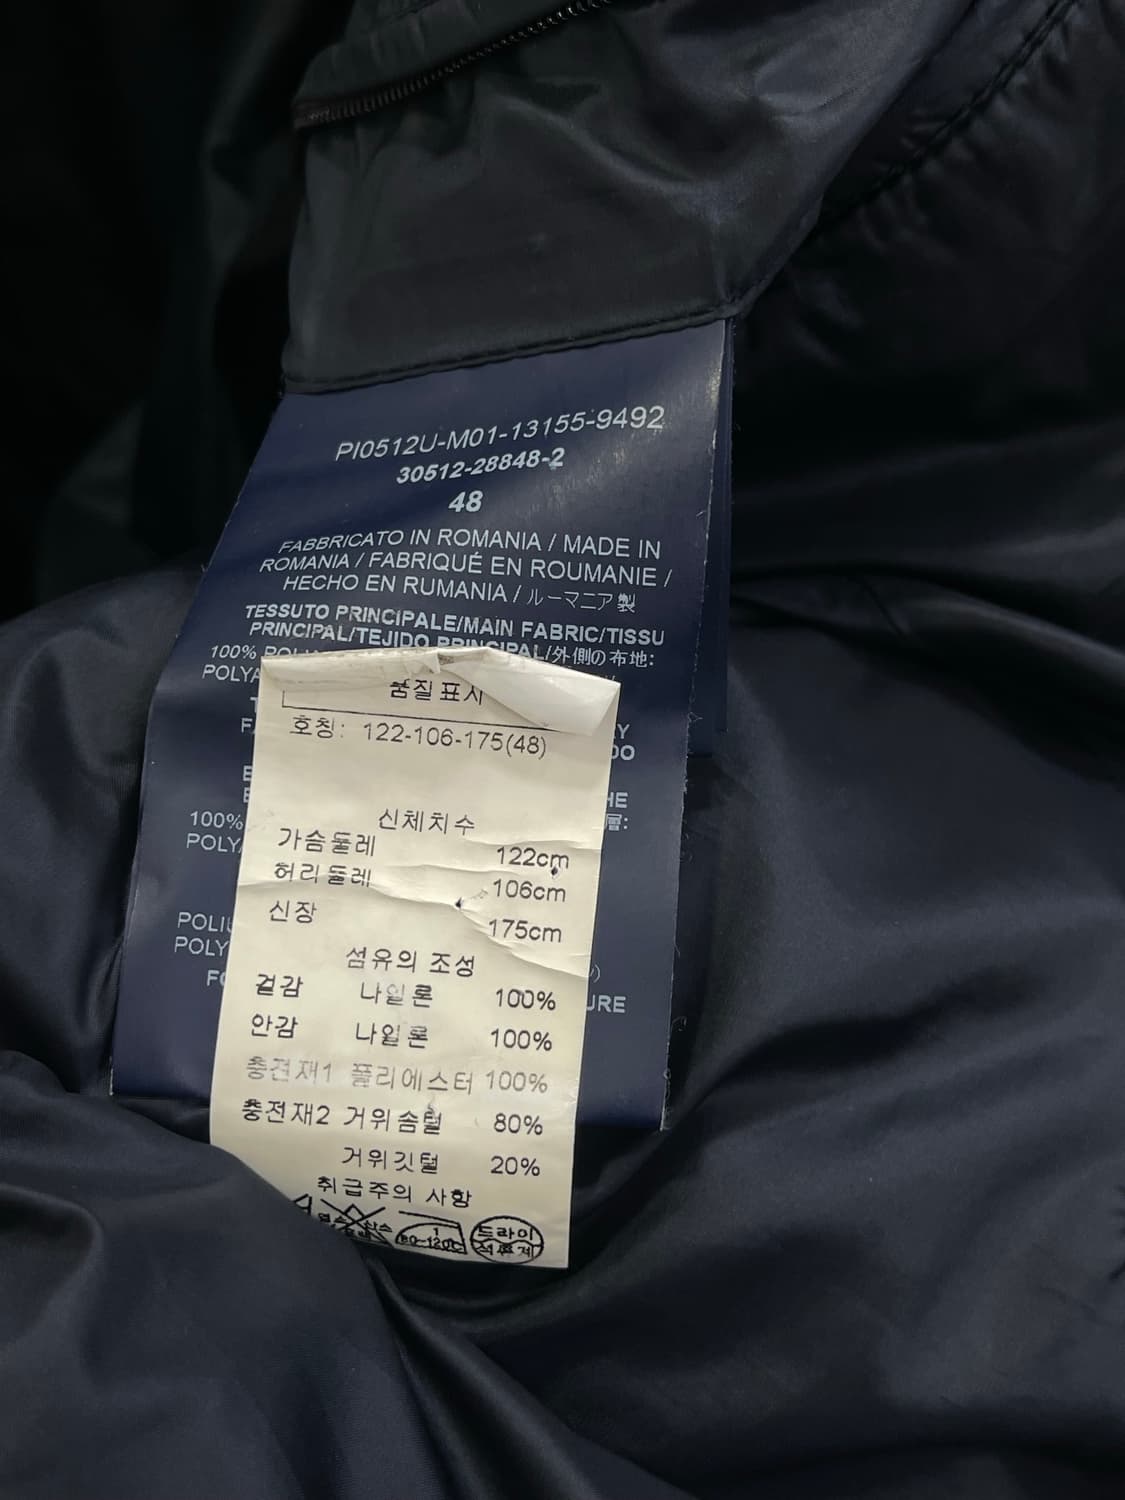 PI0512U-M01-13155-9492
30512-28848-2
48
FABBRICATO IN ROMANIA / MADE IN
ROMANIA / FABRIQUÉ EN ROUMANIE /
HECHO EN RUMANIA / ルーマニア製
TESSUTO PRINCIPALE/MAIN FABRIC/TISSU
PRINCIPAL/TEJIDO PRINCIPAL/外側の布地:
100%
100%
품질표시
호칭: 122-106-175(48)
신체치수
가슴둘레 122cm
허리둘레 106cm
신장 175cm
섬유의 조성
겉감 나일론 100%
안감 나일론 100%
충전재1 폴리에스터 100%
충전재2 거위솜털 80%
거위깃털 20%
취급주의 사항
드라이